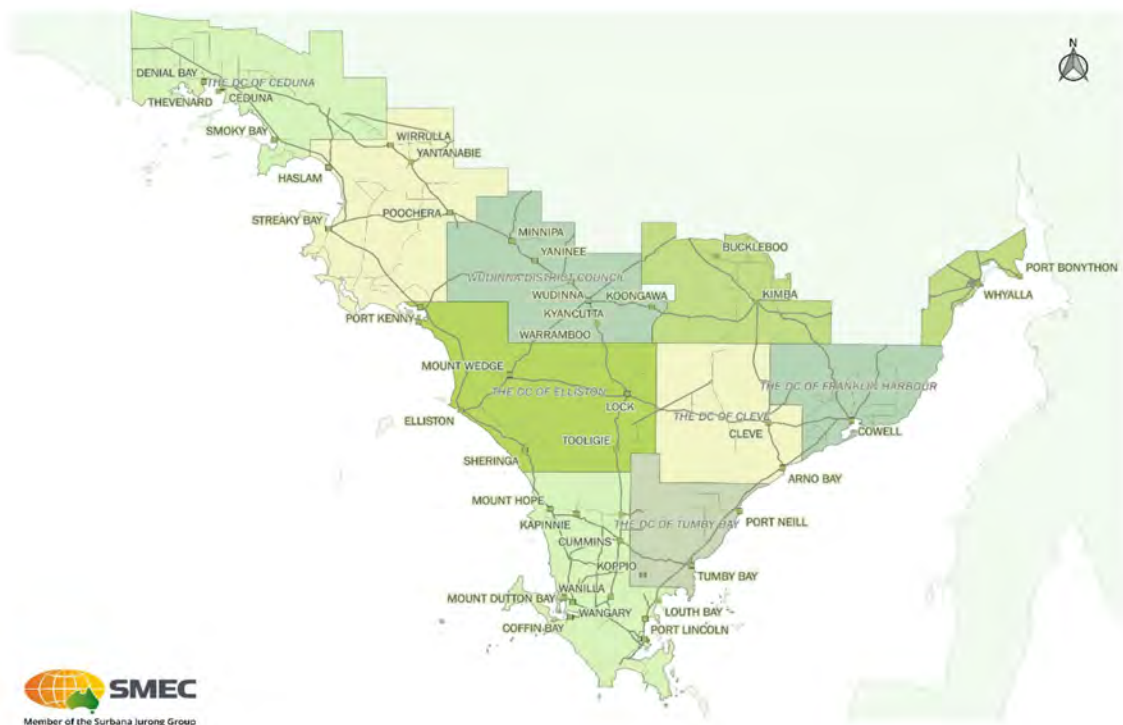 N
DENIAL BAY
THE DC OF CEDUNA
THEVENARD
CEDUNA
SMOKY BAY
WIRRULLA
YANTANABIE
HASLAM
POOCHERA
STREAKY BAY
MINNIPA
YANINEE
BUCKLEBOO
PORT BONYTHON
WUDINNA DISTRICT COUNCIL
WHYALLA
WUDINNA
KOONGAWA
KIMBA
PORT KENNY
KYANCUTTA
WARRAMBOO
MOUNT WEDGE
THE DC OF ELLISTON
THE DC OF FRANKLIN HARBOUR
LOCK
ELLISTON
THE DC OF CLEVE
CLEVE
COWELL
TOOLIGIE
SHERINGA
ARNO BAY
MOUNT HOPE
KAPINNIE
THE DC OF TUMBY BAY
PORT NEILL
CUMMINS
KOPPIO
TUMBY BAY
WANILLA
MOUNT DUTTON BAY
WANGARY
LOUTH BAY
COFFIN BAY
PORT LINCOLN
SMEC
Member of the Surbana Jurong Group